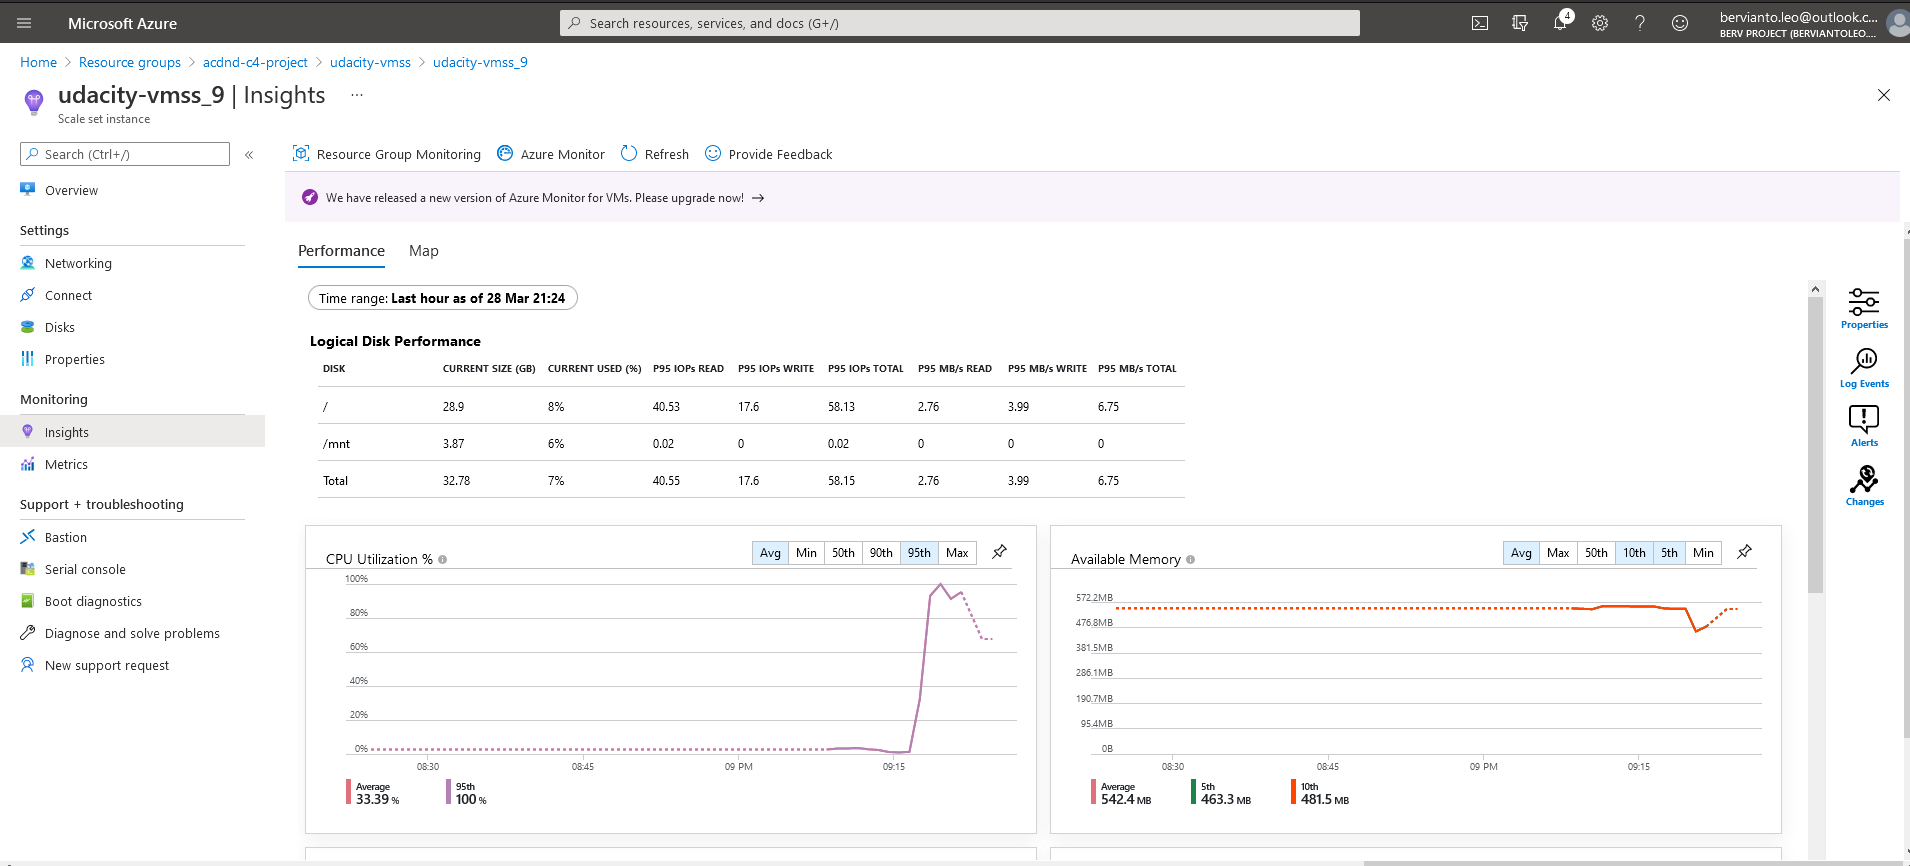 Microsoft Azure
Search resources, services, and docs (G+/)
4
bervianto.leo@outlook.c...
BERV PROJECT (BERVIANTOLEO....
Home > Resource groups > acdnd-c4-project > udacity-vmss > udacity-vmss_9
udacity-vmss_9 | Insights ...
Scale set instance
Search (Ctrl+/)
«
Overview
Settings
Networking
Connect
Disks
Properties
Monitoring
Insights
Metrics
Support + troubleshooting
Bastion
Serial console
Boot diagnostics
Diagnose and solve problems
New support request
Resource Group Monitoring Azure Monitor Refresh Provide Feedback
We have released a new version of Azure Monitor for VMs. Please upgrade now! →
Performance Map
Time range: Last hour as of 28 Mar 21:24
Logical Disk Performance
DISK CURRENT SIZE (GB) CURRENT USED (%) P95 IOPs READ P95 IOPs WRITE P95 IOPs TOTAL P95 MB/s READ P95 MB/s WRITE P95 MB/s TOTAL
/ 28.9 8% 40.53 17.6 58.13 2.76 3.99 6.75
/mnt 3.87 6% 0.02 0 0.02 0 0 0
Total 32.78 7% 40.55 17.6 58.15 2.76 3.99 6.75
CPU Utilization %
Avg Min 50th 90th 95th Max
100%
80%
60%
40%
20%
0%
08:30 08:45 09 PM 09:15
Average 95th
33.39 % 100 %
Available Memory
Avg Max 50th 10th 5th Min
572.2MB
476.8MB
381.5MB
286.1MB
190.7MB
95.4MB
0B
08:30 08:45 09 PM 09:15
Average 5th 10th
542.4 MB 463.3 MB 481.5 MB
Properties
Log Events
Alerts
Changes